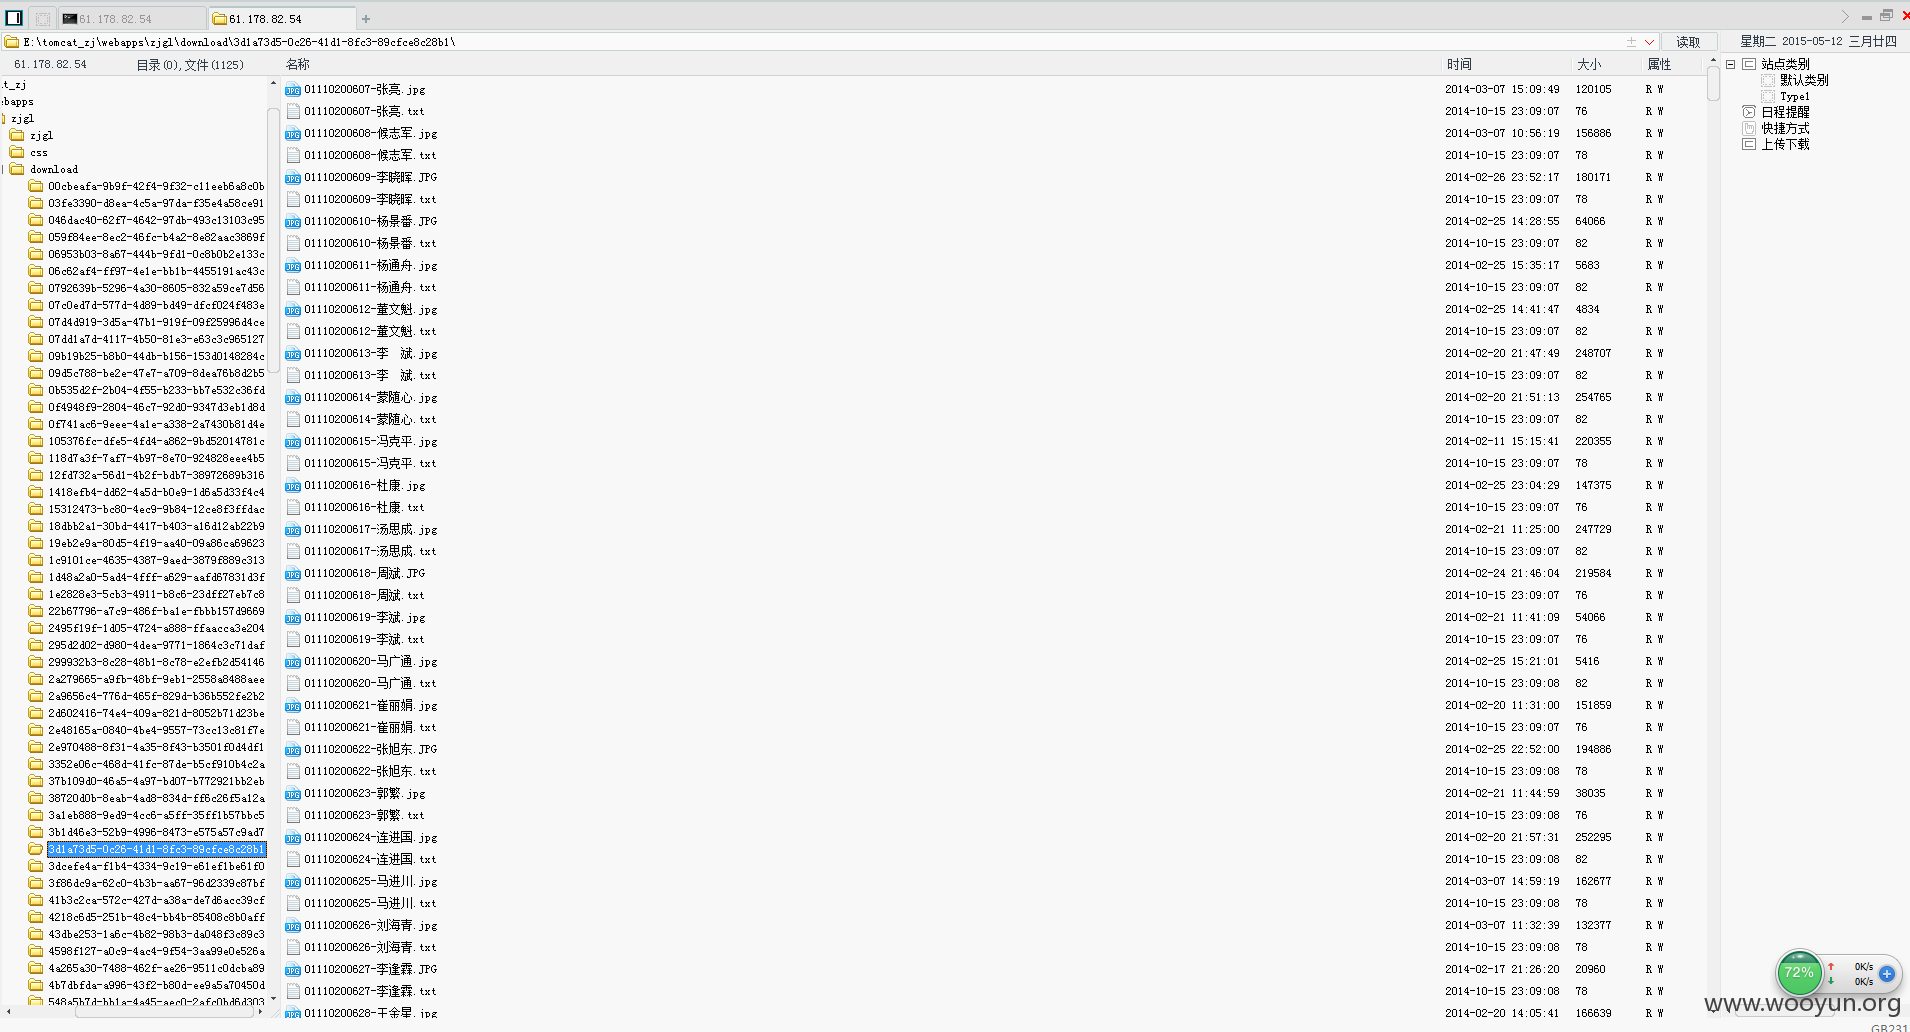 61.178.82.54
61.178.82.54
E:\tomcat_zj\webapps\zjgl\download\3d1a73d5-0c26-41d1-8fc3-89cfce8c28b1\
读取
星期二 2015-05-12 三月廿四
61.178.82.54
目录(0),文件(1125)
名称
时间
大小
属性
t_zj
bapps
zjgl
zjgl
css
download
00cbeafa-9b9f-42f4-9f32-c11eeb6a8c0b
03fe3390-d8ea-4c5a-97da-f35e4a58ce91
046dac40-62f7-4642-97db-493c13103c95
059f84ee-8ec2-46fc-b4a2-8e82aac3869f
06953b03-8a67-444b-9fd1-0c8b0b2e133c
06c62af4-ff97-4e1e-bb1b-4455191ac43c
0792639b-5296-4a30-8605-832a59ce7d56
07c0ed7d-577d-4d89-bd49-dfcf024f483e
07d4d919-3d5a-47b1-919f-09f25996d4ce
07dd1a7d-4117-4b50-81e3-e63c3c965127
09b19b25-b8b0-44db-b156-153d0148284c
09d5c788-be2e-47e7-a709-8dea76b8d2b5
0b535d2f-2b04-4f55-b233-bb7e532c36fd
0f4948f9-2804-46c7-92d0-9347d3eb1d8d
0f741ac6-9eee-4a1e-a338-2a7430b81d4e
105376fc-dfe5-4fd4-a862-9bd52014781c
118d7a3f-7af7-4b97-8e70-924828eee4b5
12fd732a-56d1-4b2f-bdb7-38972689b316
1418efb4-dd62-4a5d-b0e9-1d6a5d33f4c4
15312473-bc80-4ec9-9b84-12ce8f3ffdac
18dbb2a1-30bd-4417-b403-a16d12ab22b9
19eb2e9a-80d5-4f19-aa40-09a86ca69623
1c9101ce-4635-4387-9aed-3879f889c313
1d48a2a0-5ad4-4fff-a629-aafd67831d3f
1e2828e3-5cb3-4911-b8c6-23dff27eb7c8
22b67796-a7c9-486f-ba1e-fbbb157d9669
2495f19f-1d05-4724-a888-ffaacca3e204
295d2d02-d980-4dea-9771-1864c3c71daf
299932b3-8c28-48b1-8c78-e2efb2d54146
2a279665-a9fb-48bf-9eb1-2558a8488aee
2a9656c4-776d-465f-829d-b36b552fe2b2
2d602416-74e4-409a-821d-8052b71d23be
2e48165a-0840-4be4-9557-73cc13c81f7e
2e970488-8f31-4a35-8f43-b3501f0d4df1
3352e06c-468d-41fc-87de-b5cf910b4c2a
37b109d0-46a5-4a97-bd07-b772921bb2eb
38720d0b-8eab-4ad8-834d-ff6c26f5a12a
3a1eb888-9ed9-4cc6-a5ff-35ff1b57bbc5
3b1d46e3-52b9-4996-8473-e575a57c9ad7
3d1a73d5-0c26-41d1-8fc3-89cfce8c28b1
3dcefe4a-f1b4-4334-9c19-e61ef1be61f0
3f86dc9a-62c0-4b3b-aa67-96d2339c87bf
41b3c2ca-572c-427d-a38a-de7d6acc39cf
4218c6d5-251b-48c4-bb4b-85408c8b0aff
43dbe253-1a6c-4b82-98b3-da048f3c89c3
4598f127-a0c9-4ac4-9f54-3aa99e0e526a
4a265a30-7488-462f-ae26-9511c0dcba89
4b7dbfda-a996-43f2-b80d-ee9a5a70450d
548a5b7d-bb1a-4a45-aec0-2afc0bd6d303
01110200607-张亮.jpg 2014-03-07 15:09:49 120105 R W
01110200607-张亮.txt 2014-10-15 23:09:07 76 R W
01110200608-候志军.jpg 2014-03-07 10:56:19 156886 R W
01110200608-候志军.txt 2014-10-15 23:09:07 78 R W
01110200609-李晓晖.JPG 2014-02-26 23:52:17 180171 R W
01110200609-李晓晖.txt 2014-10-15 23:09:07 78 R W
01110200610-杨景番.JPG 2014-02-25 14:28:55 64066 R W
01110200610-杨景番.txt 2014-10-15 23:09:07 82 R W
01110200611-杨通舟.jpg 2014-02-25 15:35:17 5683 R W
01110200611-杨通舟.txt 2014-10-15 23:09:07 82 R W
01110200612-董文魁.jpg 2014-02-25 14:41:47 4834 R W
01110200612-董文魁.txt 2014-10-15 23:09:07 82 R W
01110200613-李　斌.jpg 2014-02-20 21:47:49 248707 R W
01110200613-李　斌.txt 2014-10-15 23:09:07 82 R W
01110200614-蒙随心.jpg 2014-02-20 21:51:13 254765 R W
01110200614-蒙随心.txt 2014-10-15 23:09:07 82 R W
01110200615-冯克平.jpg 2014-02-11 15:15:41 220355 R W
01110200615-冯克平.txt 2014-10-15 23:09:07 78 R W
01110200616-杜康.jpg 2014-02-25 23:04:29 147375 R W
01110200616-杜康.txt 2014-10-15 23:09:07 76 R W
01110200617-汤思成.jpg 2014-02-21 11:25:00 247729 R W
01110200617-汤思成.txt 2014-10-15 23:09:07 82 R W
01110200618-周斌.JPG 2014-02-24 21:46:04 219584 R W
01110200618-周斌.txt 2014-10-15 23:09:07 76 R W
01110200619-李斌.jpg 2014-02-21 11:41:09 54066 R W
01110200619-李斌.txt 2014-10-15 23:09:07 76 R W
01110200620-马广通.jpg 2014-02-25 15:21:01 5416 R W
01110200620-马广通.txt 2014-10-15 23:09:08 82 R W
01110200621-崔丽娟.jpg 2014-02-20 11:31:00 151859 R W
01110200621-崔丽娟.txt 2014-10-15 23:09:07 76 R W
01110200622-张旭东.JPG 2014-02-25 22:52:00 194886 R W
01110200622-张旭东.txt 2014-10-15 23:09:08 78 R W
01110200623-郭繁.jpg 2014-02-21 11:44:59 38035 R W
01110200623-郭繁.txt 2014-10-15 23:09:08 76 R W
01110200624-连进国.jpg 2014-02-20 21:57:31 252295 R W
01110200624-连进国.txt 2014-10-15 23:09:08 82 R W
01110200625-马进川.jpg 2014-03-07 14:59:19 162677 R W
01110200625-马进川.txt 2014-10-15 23:09:08 78 R W
01110200626-刘海青.jpg 2014-03-07 11:32:39 132377 R W
01110200626-刘海青.txt 2014-10-15 23:09:08 78 R W
01110200627-李逢霖.JPG 2014-02-17 21:26:20 20960 R W
01110200627-李逢霖.txt 2014-10-15 23:09:08 78 R W
01110200628-王金星.jpg 2014-02-20 14:05:41 166639 R W
站点类别
默认类别
Type1
日程提醒
快捷方式
上传下载
72%
0K/s
0K/s
www.wooyun.org
GB231